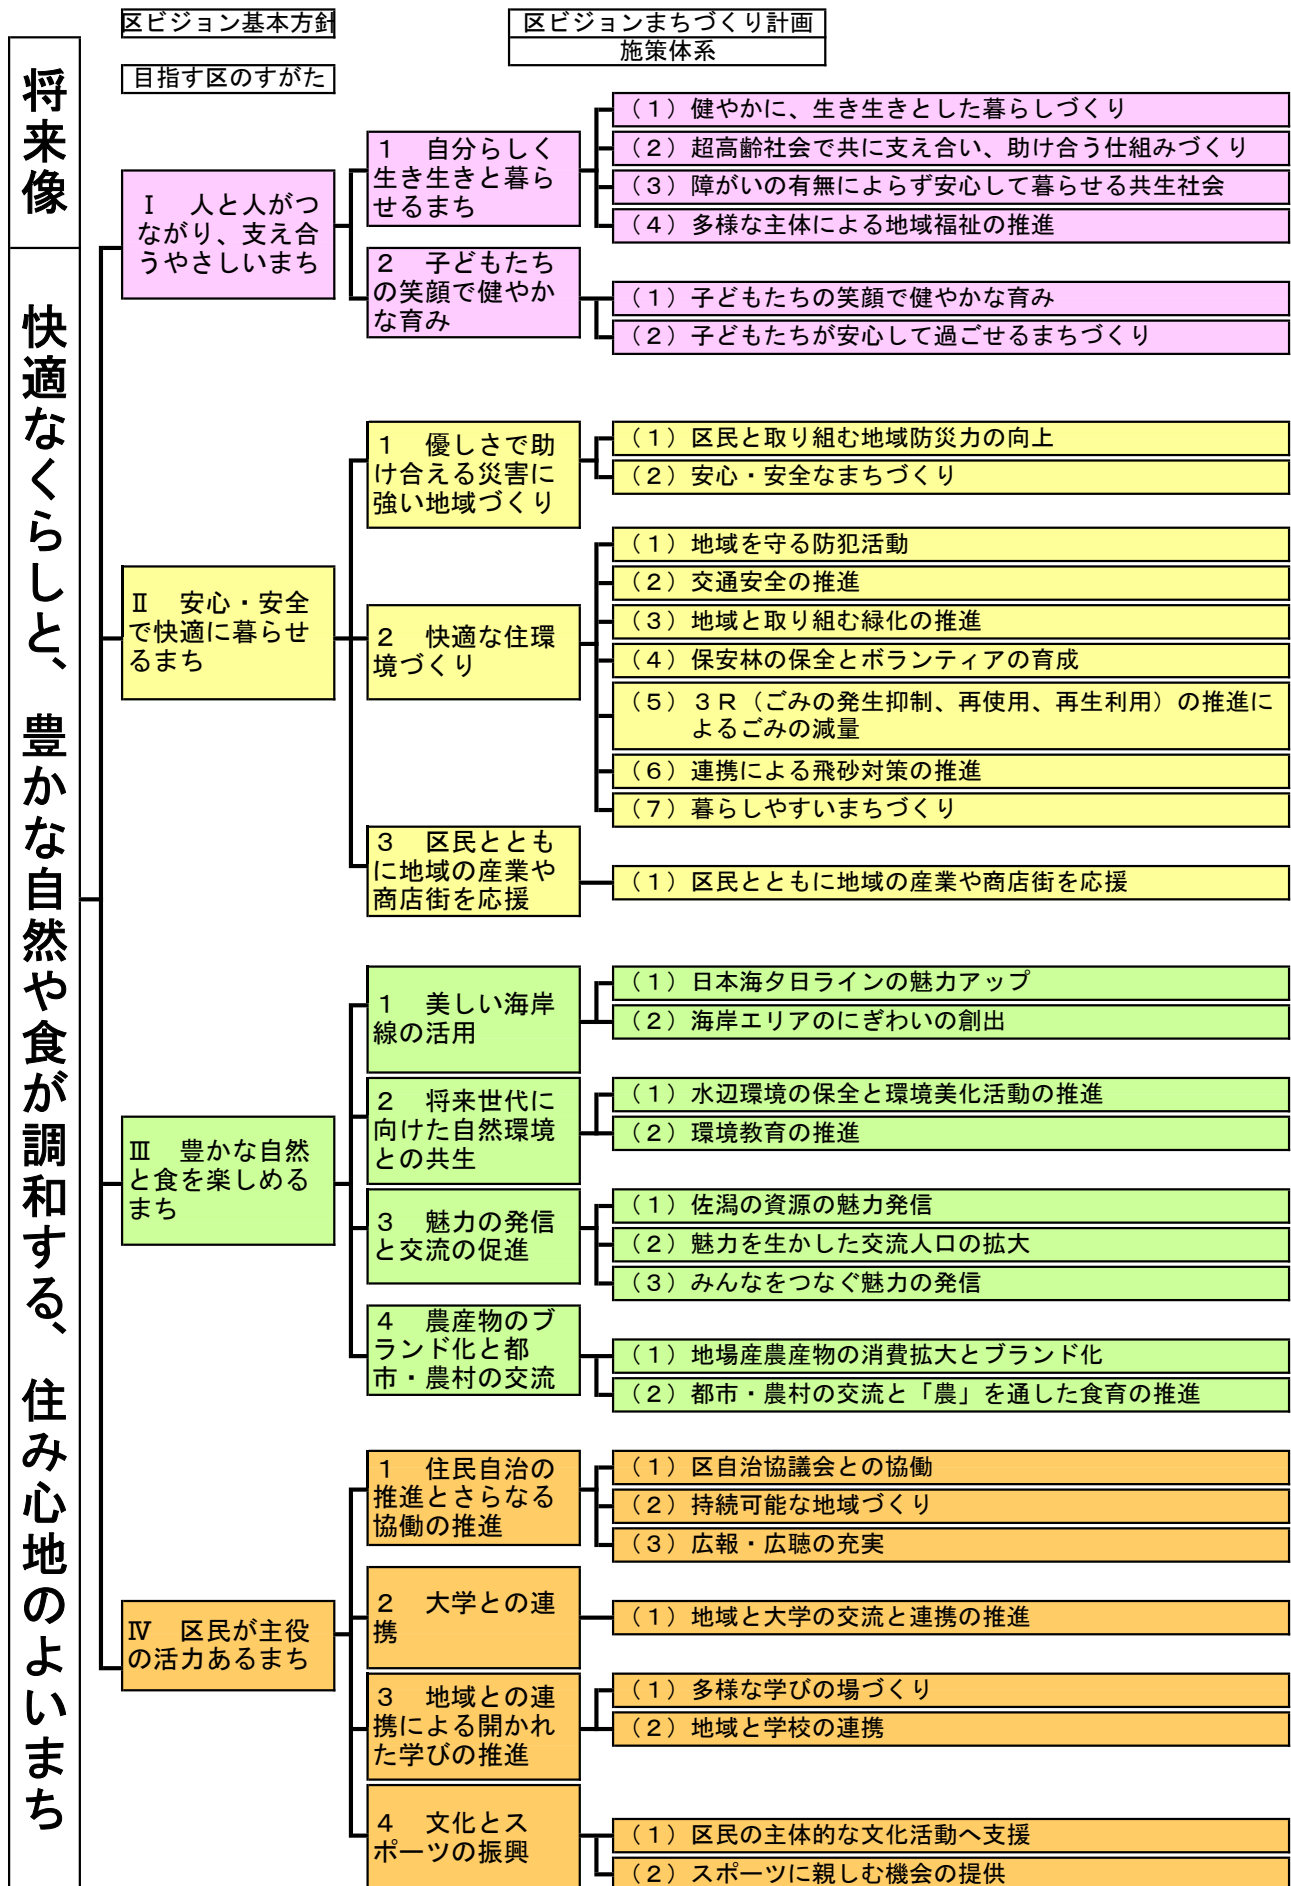 区ビジョン基本方針
区ビジョンまちづくり計画
施策体系
目指す区のすがた
将来像
快適なくらしと、豊かな自然や食が調和する、住み心地のよいまち
Ⅰ　人と人がつ
ながり、支え合
うやさしいまち
1　自分らしく
生き生きと暮ら
せるまち
（1）健やかに、生き生きとした暮らしづくり
（2）超高齢社会で共に支え合い、助け合う仕組みづくり
（3）障がいの有無によらず安心して暮らせる共生社会
（4）多様な主体による地域福祉の推進
2　子どもたち
の笑顔で健やか
な育み
（1）子どもたちの笑顔で健やかな育み
（2）子どもたちが安心して過ごせるまちづくり
Ⅱ　安心・安全
で快適に暮らせ
るまち
1　優しさで助
け合える災害に
強い地域づくり
（1）区民と取り組む地域防災力の向上
（2）安心・安全なまちづくり
2　快適な住環
境づくり
（1）地域を守る防犯活動
（2）交通安全の推進
（3）地域と取り組む緑化の推進
（4）保安林の保全とボランティアの育成
（5）3R（ごみの発生抑制、再使用、再生利用）の推進に
よるごみの減量
（6）連携による飛砂対策の推進
（7）暮らしやすいまちづくり
3　区民ととも
に地域の産業や
商店街を応援
（1）区民とともに地域の産業や商店街を応援
Ⅲ　豊かな自然
と食を楽しめる
まち
1　美しい海岸
線の活用
（1）日本海夕日ラインの魅力アップ
（2）海岸エリアのにぎわいの創出
2　将来世代に
向けた自然環境
との共生
（1）水辺環境の保全と環境美化活動の推進
（2）環境教育の推進
3　魅力の発信
と交流の促進
（1）佐潟の資源の魅力発信
（2）魅力を生かした交流人口の拡大
（3）みんなをつなぐ魅力の発信
4　農産物のブ
ランド化と都
市・農村の交流
（1）地場産農産物の消費拡大とブランド化
（2）都市・農村の交流と「農」を通した食育の推進
Ⅳ　区民が主役
の活力あるまち
1　住民自治の
推進とさらなる
協働の推進
（1）区自治協議会との協働
（2）持続可能な地域づくり
（3）広報・広聴の充実
2　大学との連
携
（1）地域と大学の交流と連携の推進
3　地域との連
携による開かれ
た学びの推進
（1）多様な学びの場づくり
（2）地域と学校の連携
4　文化とス
ポーツの振興
（1）区民の主体的な文化活動へ支援
（2）スポーツに親しむ機会の提供